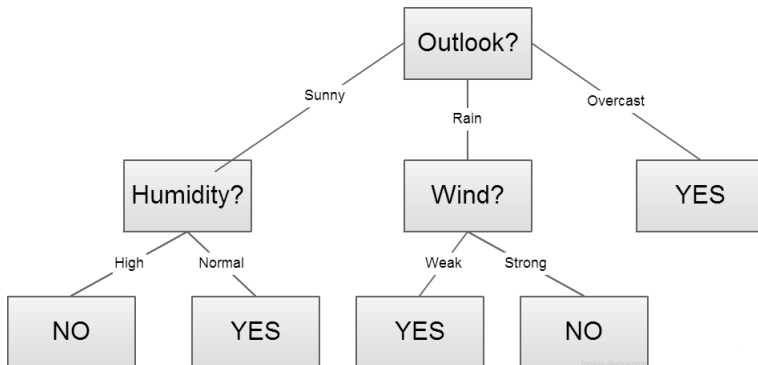 Outlook?
Sunny
Overcast
Rain
Humidity?
Wind?
YES
High
Normal
Weak
Strong
NO
YES
YES
NO